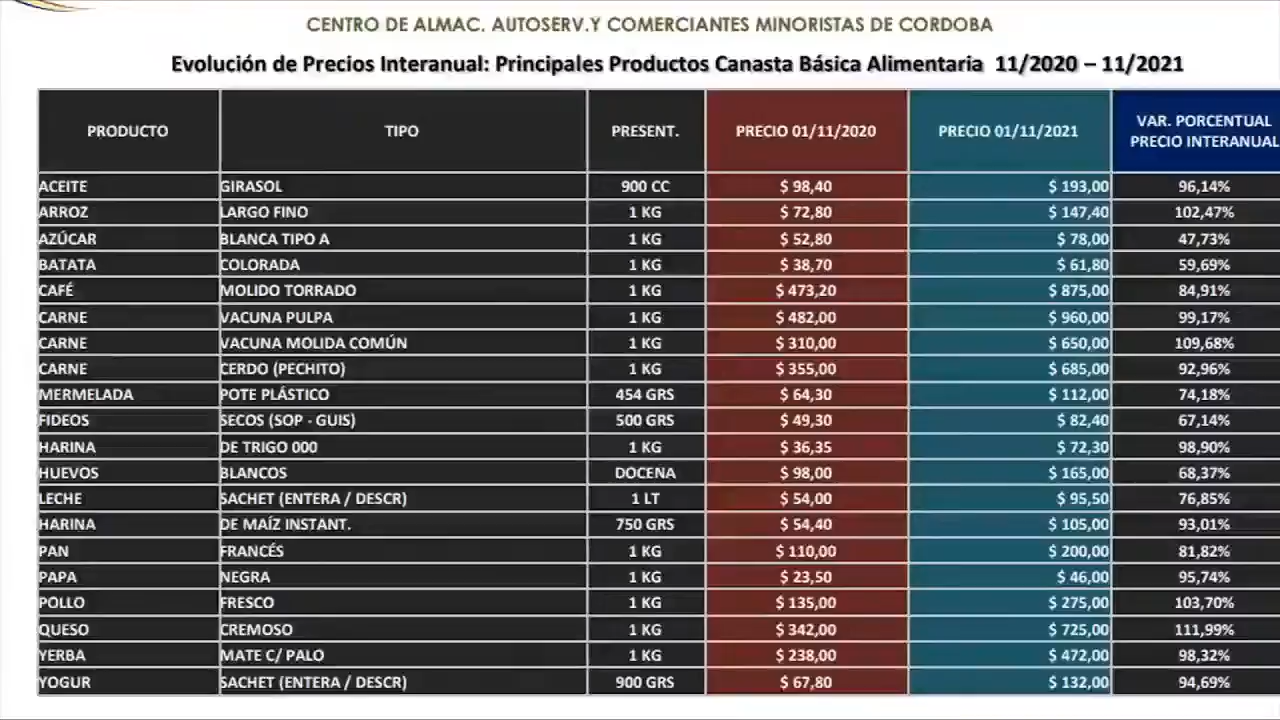 CENTRO DE ALMAC. AUTOSERV.Y COMERCIANTES MINORISTAS DE CORDOBA
Evolución de Precios Interanual: Principales Productos Canasta Básica Alimentaria 11/2020 – 11/2021
PRODUCTO TIPO PRESENT. PRECIO 01/11/2020 PRECIO 01/11/2021 VAR. PORCENTUAL
PRECIO INTERANUAL
ACEITE GIRASOL 900 CC $ 98,40 $ 193,00 96,14%
ARROZ LARGO FINO 1 KG $ 72,80 $ 147,40 102,47%
AZÚCAR BLANCA TIPO A 1 KG $ 52,80 $ 78,00 47,73%
BATATA COLORADA 1 KG $ 38,70 $ 61,80 59,69%
CAFÉ MOLIDO TORRADO 1 KG $ 473,20 $ 875,00 84,91%
CARNE VACUNA PULPA 1 KG $ 482,00 $ 960,00 99,17%
CARNE VACUNA MOLIDA COMÚN 1 KG $ 310,00 $ 650,00 109,68%
CARNE CERDO (PECHITO) 1 KG $ 355,00 $ 685,00 92,96%
MERMELADA POTE PLÁSTICO 454 GRS $ 64,30 $ 112,00 74,18%
FIDEOS SECOS (SOP - GUIS) 500 GRS $ 49,30 $ 82,40 67,14%
HARINA DE TRIGO 000 1 KG $ 36,35 $ 72,30 98,90%
HUEVOS BLANCOS DOCENA $ 98,00 $ 165,00 68,37%
LECHE SACHET (ENTERA / DESCR) 1 LT $ 54,00 $ 95,50 76,85%
HARINA DE MAÍZ INSTANT. 750 GRS $ 54,40 $ 105,00 93,01%
PAN FRANCÉS 1 KG $ 110,00 $ 200,00 81,82%
PAPA NEGRA 1 KG $ 23,50 $ 46,00 95,74%
POLLO FRESCO 1 KG $ 135,00 $ 275,00 103,70%
QUESO CREMOSO 1 KG $ 342,00 $ 725,00 111,99%
YERBA MATE C/ PALO 1 KG $ 238,00 $ 472,00 98,32%
YOGUR SACHET (ENTERA / DESCR) 900 GRS $ 67,80 $ 132,00 94,69%